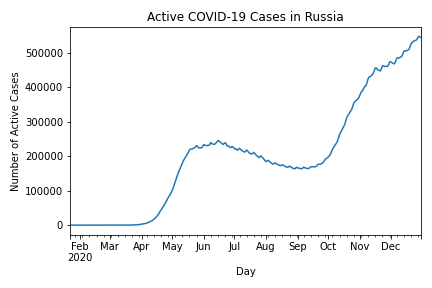 Active COVID-19 Cases in Russia
Number of Active Cases
500000
400000
300000
200000
100000
0
Feb Mar Apr May Jun Jul Aug Sep Oct Nov Dec
2020
Day